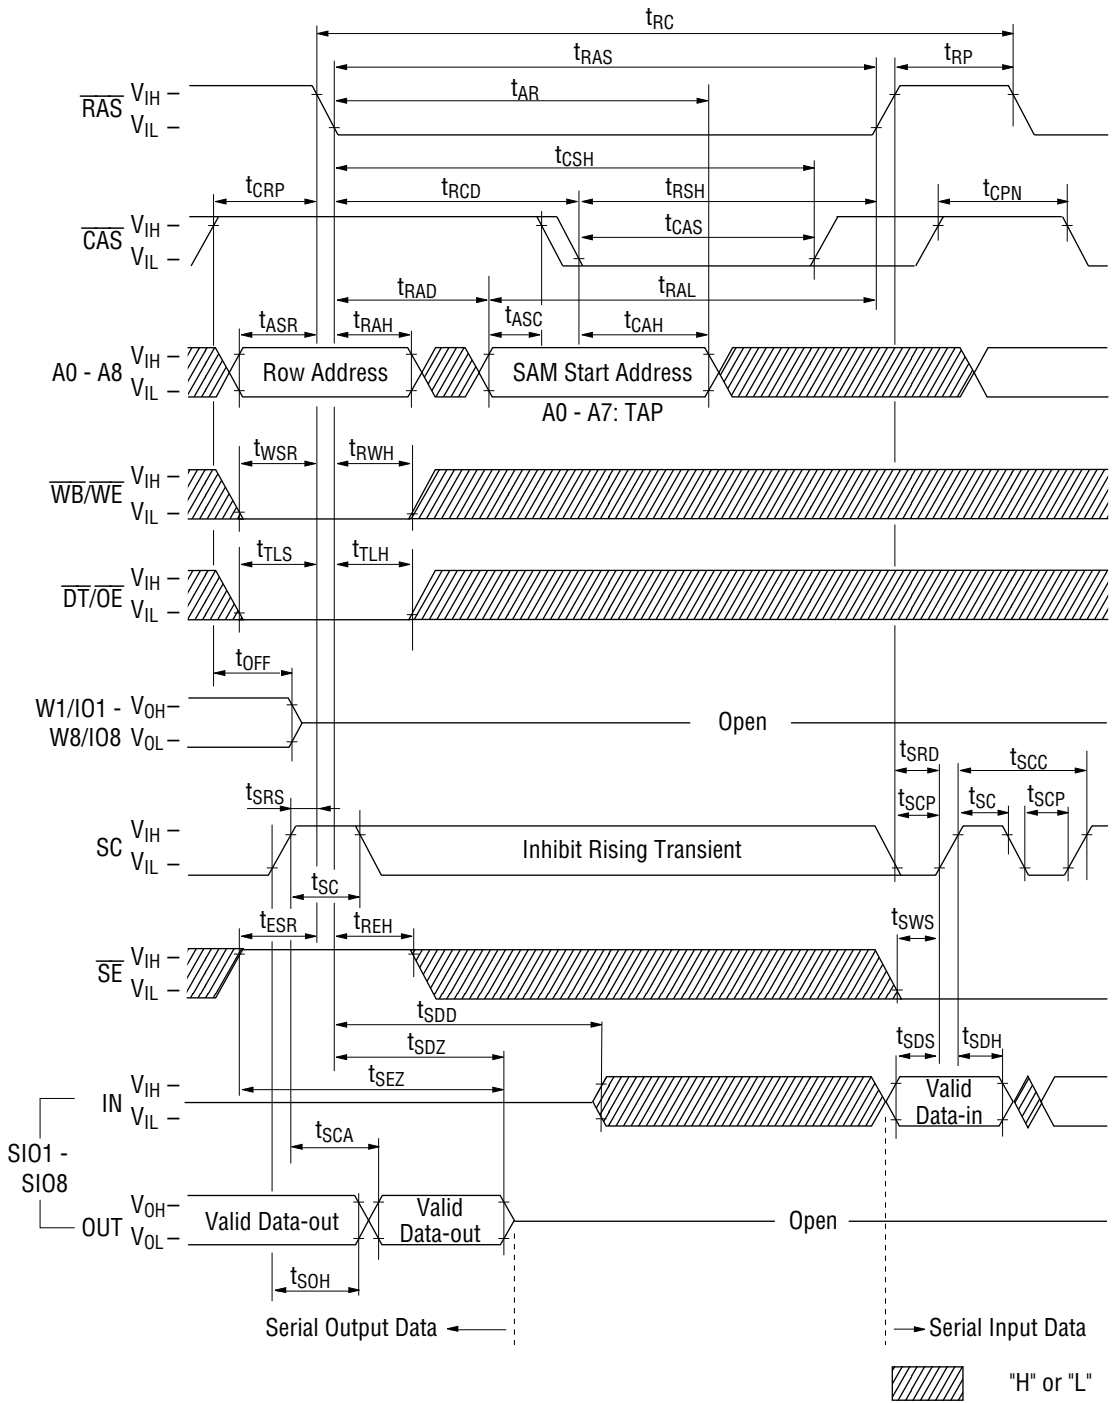 tRC
tRAS
tRP
tAR
RAS VIH
VIL
tCSH
tCRP
tRCD
tRSH
tCPN
CAS VIH
VIL
tCAS
tRAD
tRAL
tASR
tRAH
tASC
tCAH
A0 - A8 VIH
VIL
Row Address
SAM Start Address
A0 - A7: TAP
tWSR
tRWH
WB/WE VIH
VIL
tTLS
tTLH
DT/OE VIH
VIL
tOFF
W1/IO1 - VOH
W8/IO8 VOL
Open
tSRD
tSCC
tSRS
tSCP
tSC
tSCP
SC VIH
VIL
Inhibit Rising Transient
tSC
tESR
tREH
tSWS
SE VIH
VIL
tSDD
tSDZ
tSDS
tSDH
tSEZ
IN VIH
VIL
Valid
Data-in
tSCA
SIO1 -
SIO8
OUT VOH
VOL
Valid Data-out
Valid
Data-out
Open
tSOH
Serial Output Data
Serial Input Data
"H" or "L"